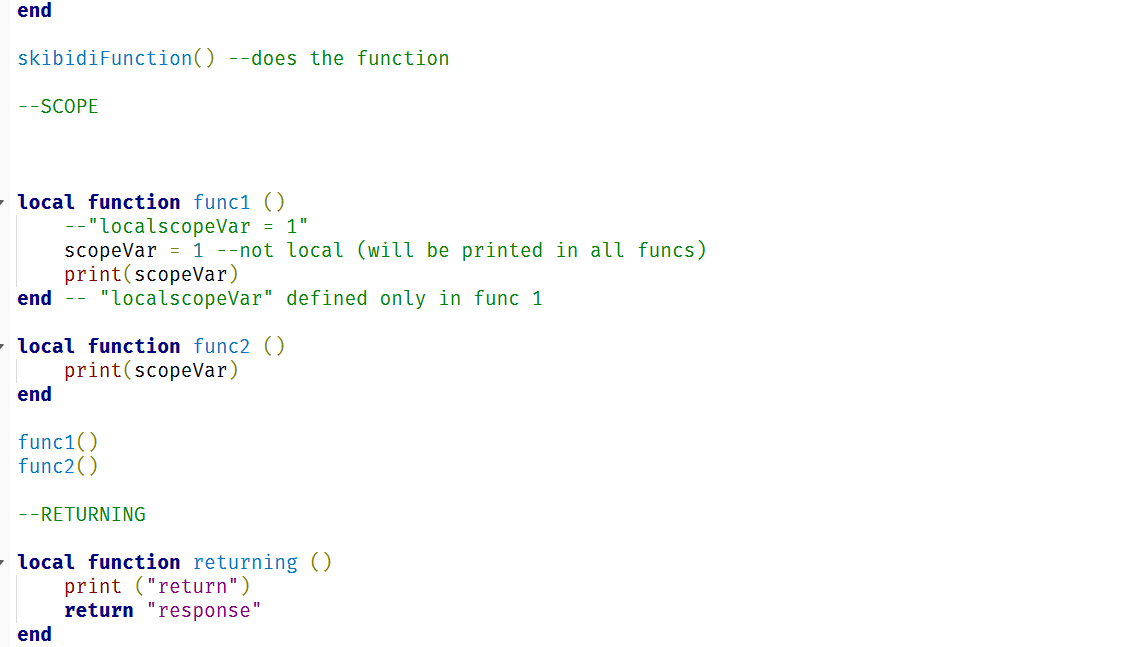 end
skibidiFunction() --does the function
--SCOPE
local function func1 ()
--"localscopeVar = 1"
scopeVar = 1 --not local (will be printed in all funcs)
print(scopeVar)
end -- "localscopeVar" defined only in func 1
local function func2 ()
print(scopeVar)
end
func1()
func2()
--RETURNING
local function returning ()
print ("return")
return "response"
end